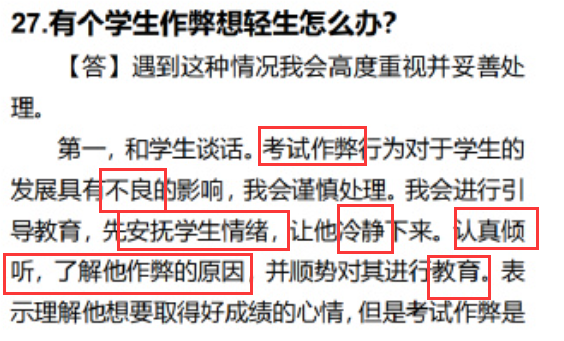 27.有个学生作弊想轻生怎么办？
【答】遇到这种情况我会高度重视并妥善处
理。
第一，和学生谈话。考试作弊行为对于学生的
发展具有不良的影响，我会谨慎处理。我会进行引
导教育，先安抚学生情绪，让他冷静下来。认真倾
听，了解他作弊的原因，并顺势对其进行教育。表
示理解他想要取得好成绩的心情，但是考试作弊是